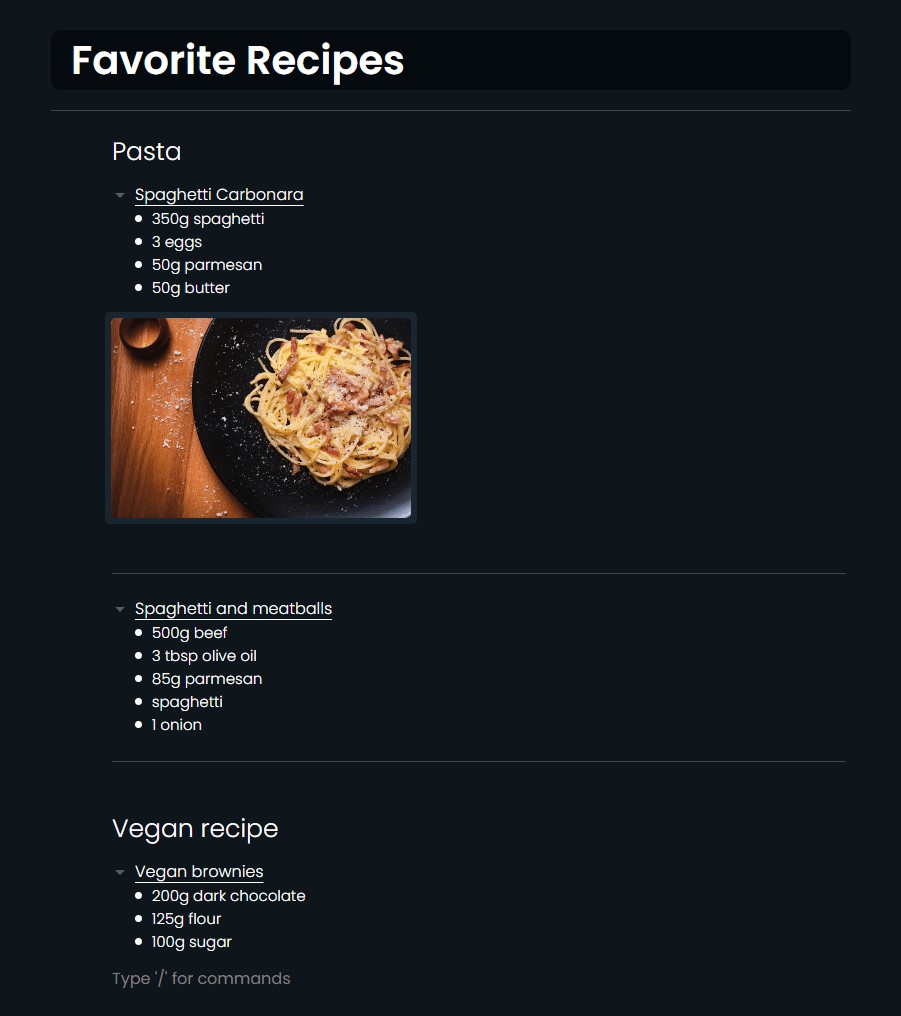 Favorite Recipes
Pasta
Spaghetti Carbonara
350g spaghetti
3 eggs
50g parmesan
50g butter
Spaghetti and meatballs
500g beef
3 tbsp olive oil
85g parmesan
spaghetti
1 onion
Vegan recipe
Vegan brownies
200g dark chocolate
125g flour
100g sugar
Type '/' for commands